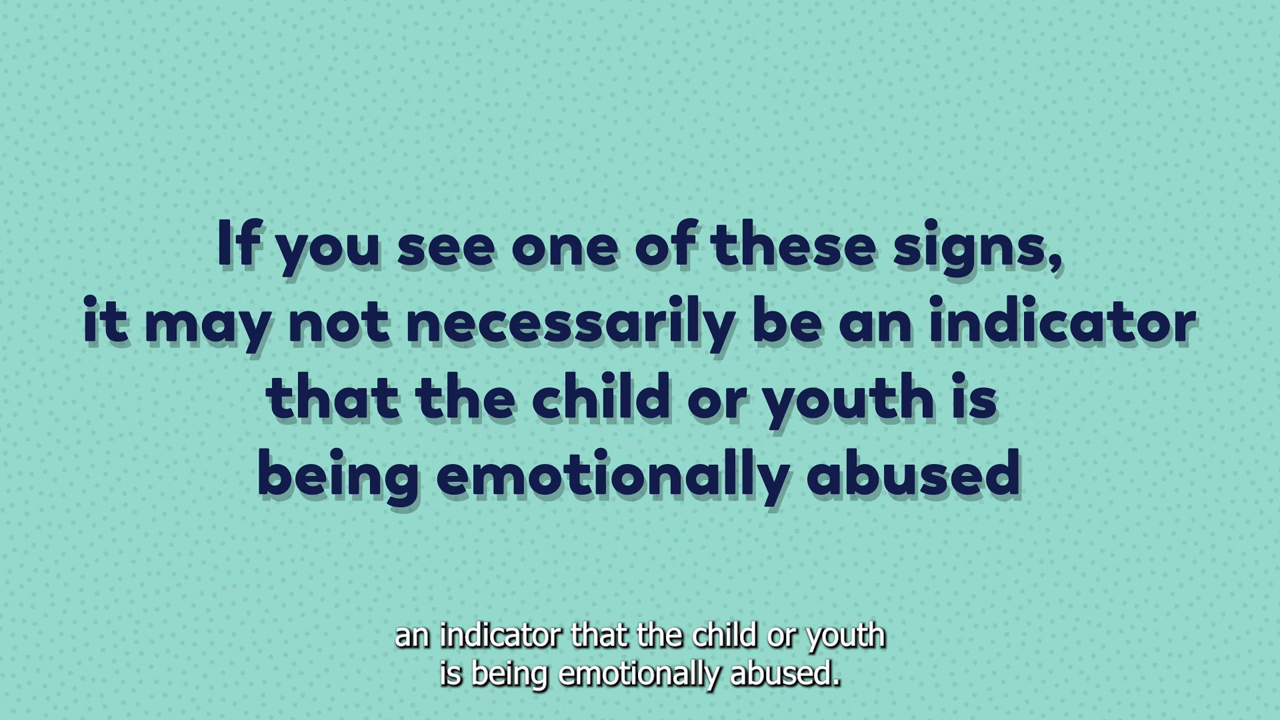 If you see one of these signs,
it may not necessarily be an indicator
that the child or youth is
being emotionally abused
an indicator that the child or youth
is being emotionally abused.